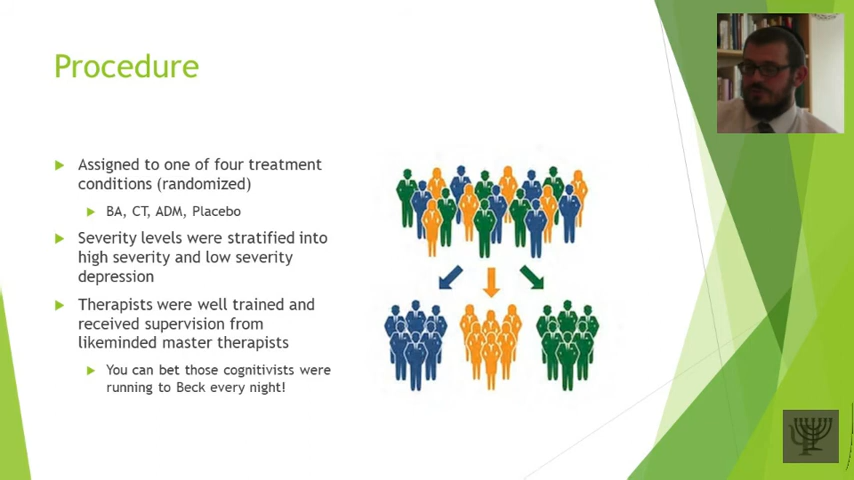 Procedure
Assigned to one of four treatment
conditions (randomized)
BA, CT, ADM, Placebo
Severity levels were stratified into
high severity and low severity
depression
Therapists were well trained and
received supervision from
likeminded master therapists
You can bet those cognitivists were
running to Beck every night!